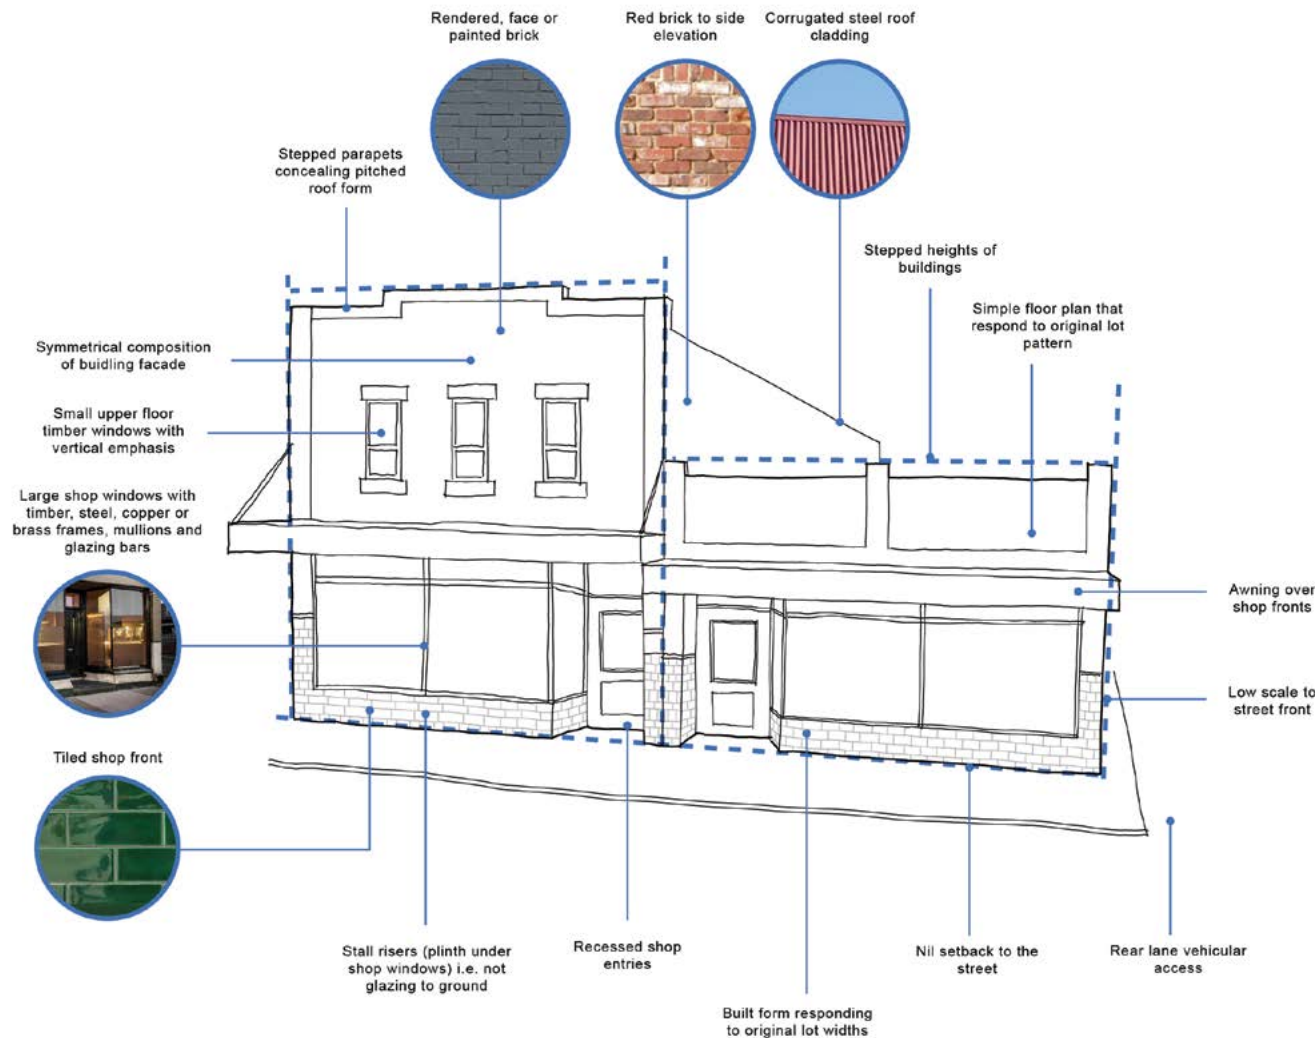 Rendered, face or
painted brick
Red brick to side
elevation
Corrugated steel roof
cladding
Stepped parapets
concealing pitched
roof form
Stepped heights of
buildings
Simple floor plan that
respond to original lot
pattern
Symmetrical composition
of buidling facade
Small upper floor
timber windows with
vertical emphasis
Large shop windows with
timber, steel, copper or
brass frames, mullions and
glazing bars
Awning over
shop fronts
Low scale to
street front
Tiled shop front
Stall risers (plinth under
shop windows) i.e. not
glazing to ground
Recessed shop
entries
Nil setback to the
street
Rear lane vehicular
access
Built form responding
to original lot widths